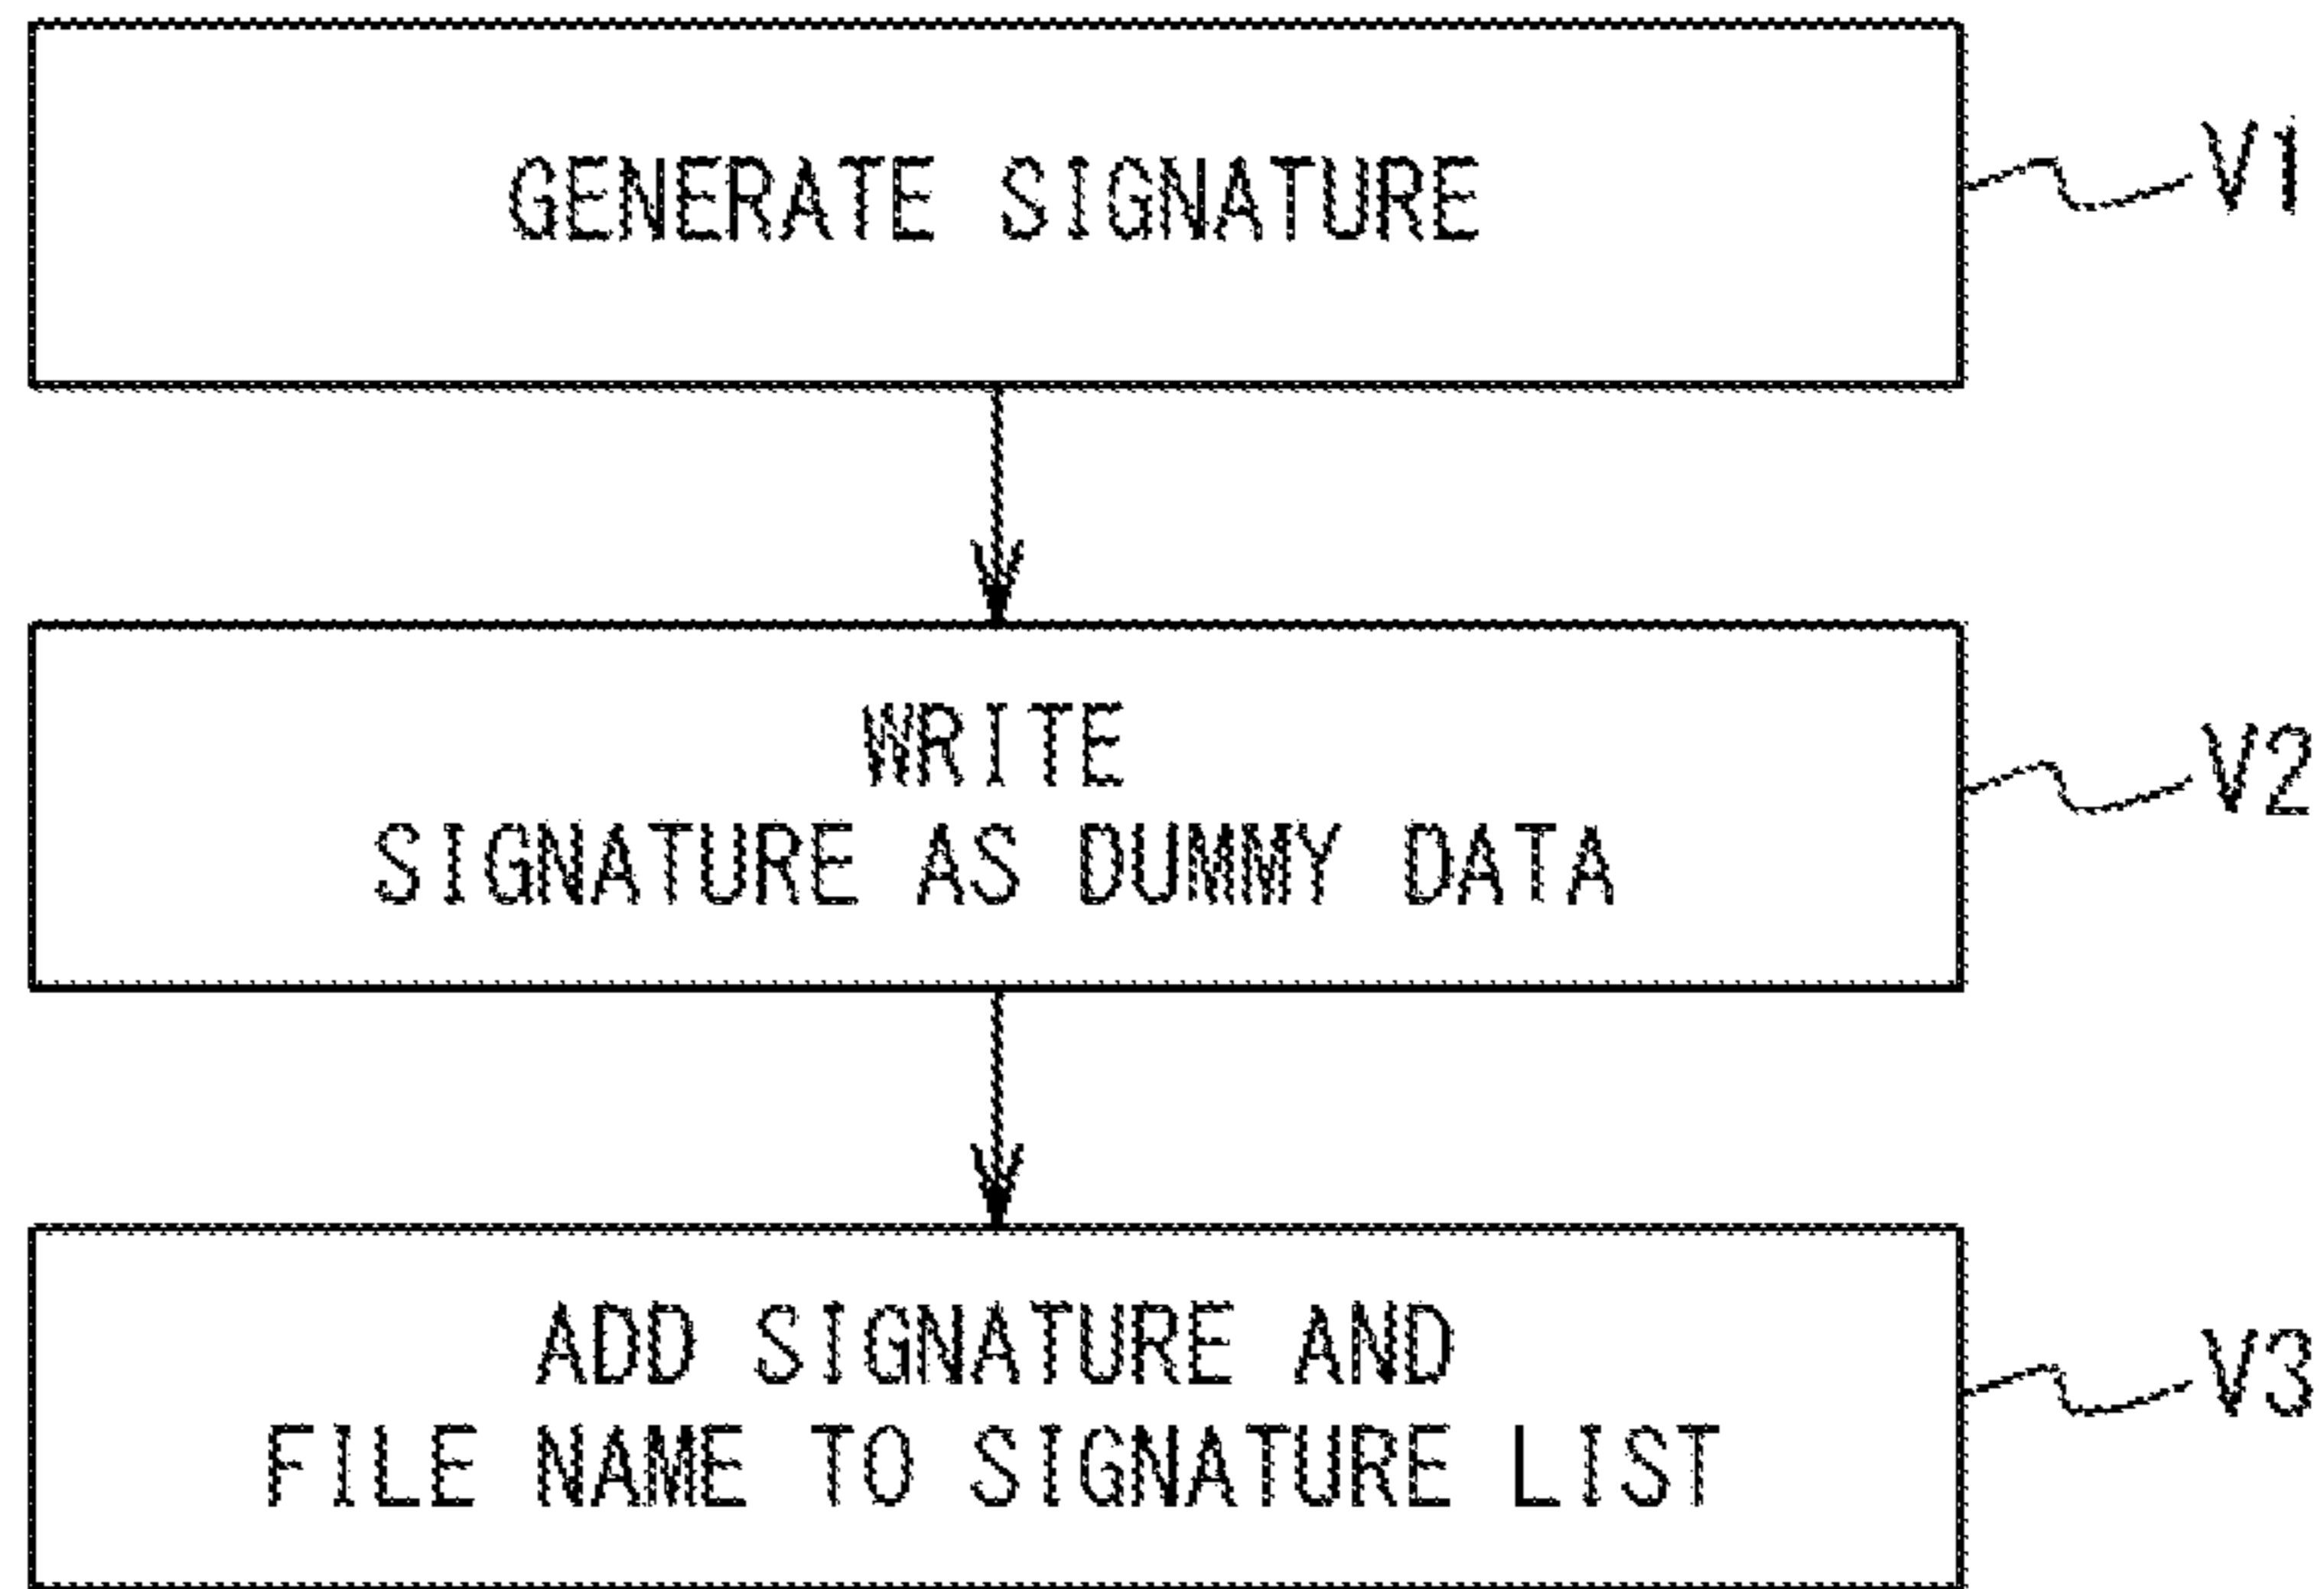 GENERATE SIGNATURE
V1
WRITE
SIGNATURE AS DUMMY DATA
V2
ADD SIGNATURE AND
FILE NAME TO SIGNATURE LIST
V3